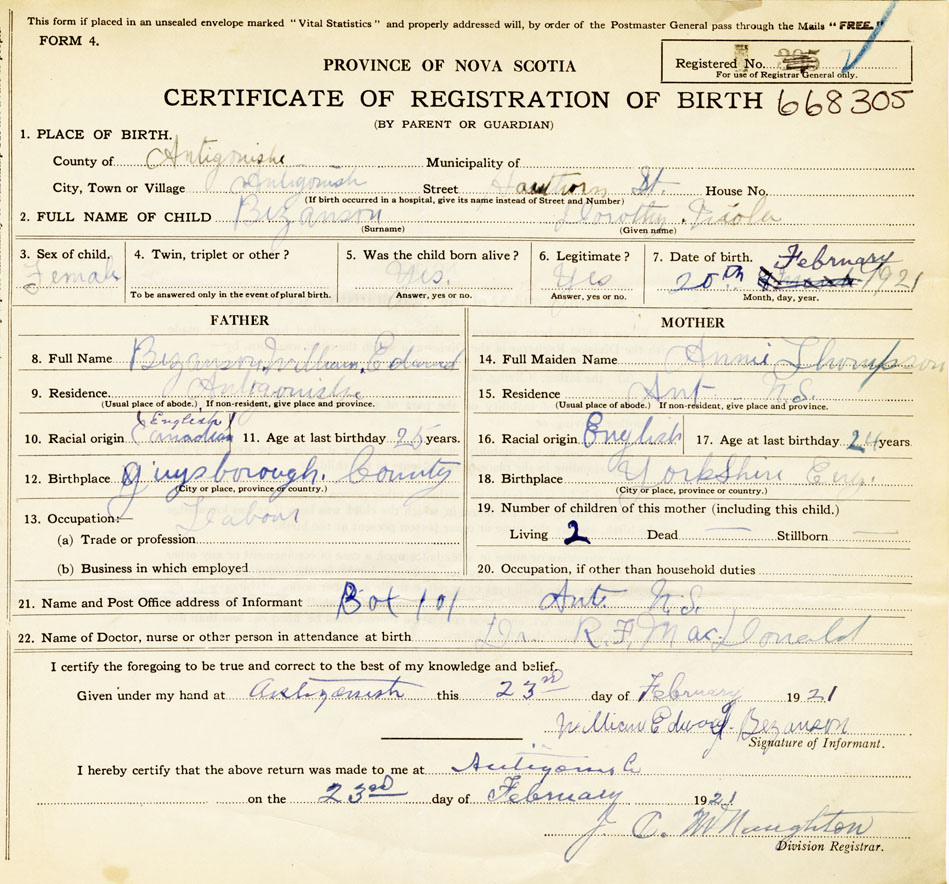 This form if placed in an unsealed envelope marked "Vital Statistics" and properly addressed will, by order of the Postmaster General pass through the Mails "FREE."
FORM 4.
Registered No.
For use of Registrar General only.
PROVINCE OF NOVA SCOTIA
CERTIFICATE OF REGISTRATION OF BIRTH 668305
(BY PARENT OR GUARDIAN)
1. PLACE OF BIRTH.
County of Antigonishe Municipality of
City, Town or Village Antigonish Street Hawthorn St. House No.
(If birth occurred in a hospital, give its name instead of Street and Number)
2. FULL NAME OF CHILD Bezanson Dorothy Viola
(Surname) (Given name)
3. Sex of child. 4. Twin, triplet or other? 5. Was the child born alive? 6. Legitimate? 7. Date of birth. February
Female Yes. Yes 20th 1921
To be answered only in the event of plural birth. Answer, yes or no. Answer, yes or no. Month, day, year.
FATHER MOTHER
8. Full Name Bezanson, William, Edward 14. Full Maiden Name Annie Thompson
9. Residence Antigonishe 15. Residence Ant N.S.
(Usual place of abode.) If non-resident, give place and province. (Usual place of abode.) If non-resident, give place and province.
(English)
10. Racial origin Canadian 11. Age at last birthday 25 years. 16. Racial origin English 17. Age at last birthday 24 years
12. Birthplace Guysborough. County 18. Birthplace Yorkshire Eng.
(City or place, province or country.) (City or place, province or country.)
13. Occupation:— Labour 19. Number of children of this mother (including this child.)
(a) Trade or profession Living 2 Dead — Stillborn —
(b) Business in which employed 20. Occupation, if other than household duties
21. Name and Post Office address of Informant Box 101, Ant. N.S.
22. Name of Doctor, nurse or other person in attendance at birth Dr. R. F. MacDonald
I certify the foregoing to be true and correct to the best of my knowledge and belief.
Given under my hand at Antigonish this 23rd day of February 1921
William Edward. Bezanson
Signature of Informant.
I hereby certify that the above return was made to me at Antigonish
on the 23rd day of February 1921
J C. McNaughton
Division Registrar.